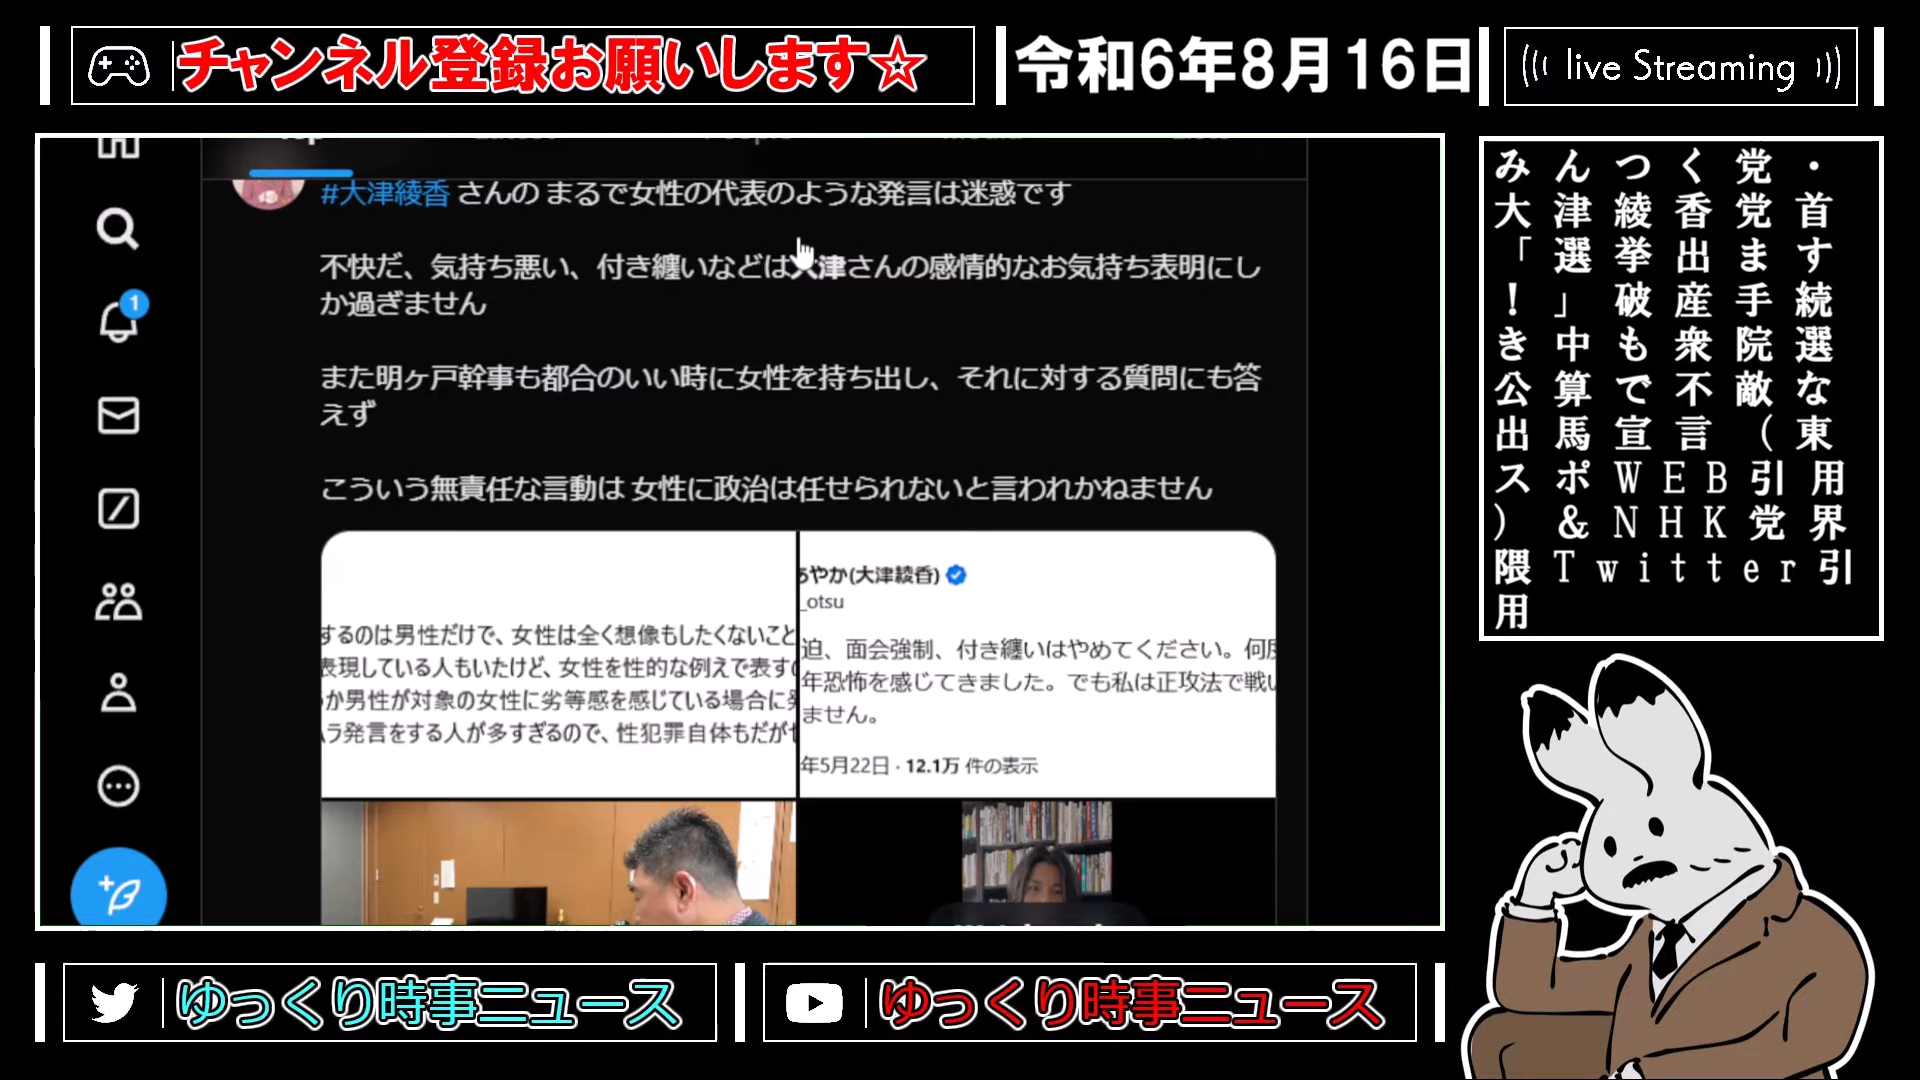 チャンネル登録お願いします☆
令和6年8月16日
live Streaming
#大津綾香 さんの まるで女性の代表のような発言は迷惑です
不快だ、気持ち悪い、付き纏いなどは大津さんの感情的なお気持ち表明にし
か過ぎません
また明ヶ戸幹事も都合のいい時に女性を持ち出し、それに対する質問にも答
えず
こういう無責任な言動は 女性に政治は任せられないと言われかねません
するのは男性だけで、女性は全く想像もしたくないこと
表現している人もいたけど、女性を性的な例えで表す
か男性が対象の女性に劣等感を感じている場合に
ラ発言をする人が多すぎるので、性犯罪自体もだが
あやか(大津綾香)
_otsu
迫、面会強制、付き纏いはやめてください。何度
年恐怖を感じてきました。でも私は正攻法で戦い
ません。
年5月22日 · 12.1万 件の表示
1
みんつく党・
大津綾香党首
「選挙出ます
!」破産手続
き中も衆院選
公算で不敵な
出馬宣言(東
スポWEB引用
)&NHK党界
隈Twitter引
用
ゆっくり時事ニュース
ゆっくり時事ニュース